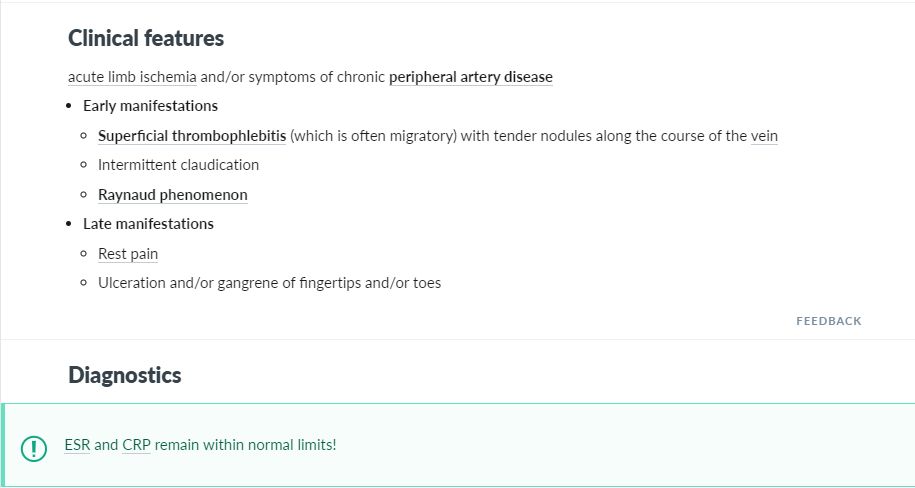 Clinical features
acute limb ischemia and/or symptoms of chronic peripheral artery disease
• Early manifestations
○ Superficial thrombophlebitis (which is often migratory) with tender nodules along the course of the vein
○ Intermittent claudication
○ Raynaud phenomenon
• Late manifestations
○ Rest pain
○ Ulceration and/or gangrene of fingertips and/or toes
FEEDBACK
Diagnostics
ESR and CRP remain within normal limits!